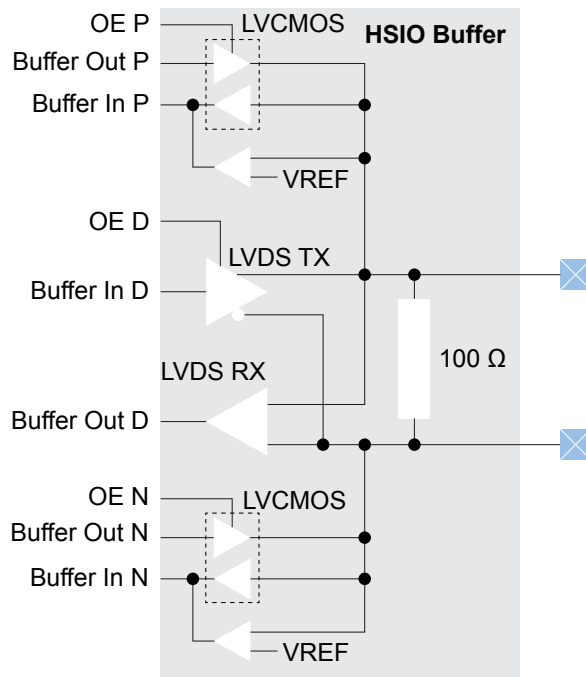 OE P
LVCMOS
HSIO Buffer
Buffer Out P
Buffer In P
VREF
OE D
LVDS TX
Buffer In D
100 Ω
LVDS RX
Buffer Out D
OE N
LVCMOS
Buffer Out N
Buffer In N
VREF